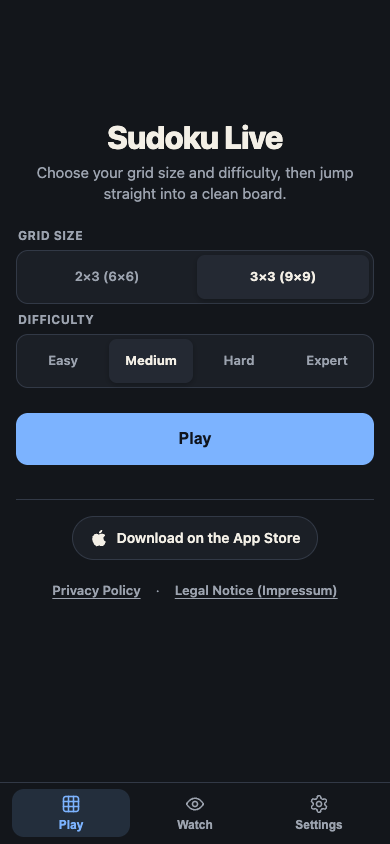 Sudoku Live
Choose your grid size and difficulty, then jump
straight into a clean board.
GRID SIZE
2×3 (6×6) 3×3 (9×9)
DIFFICULTY
Easy Medium Hard Expert
Play
Download on the App Store
Privacy Policy · Legal Notice (Impressum)
Play Watch Settings